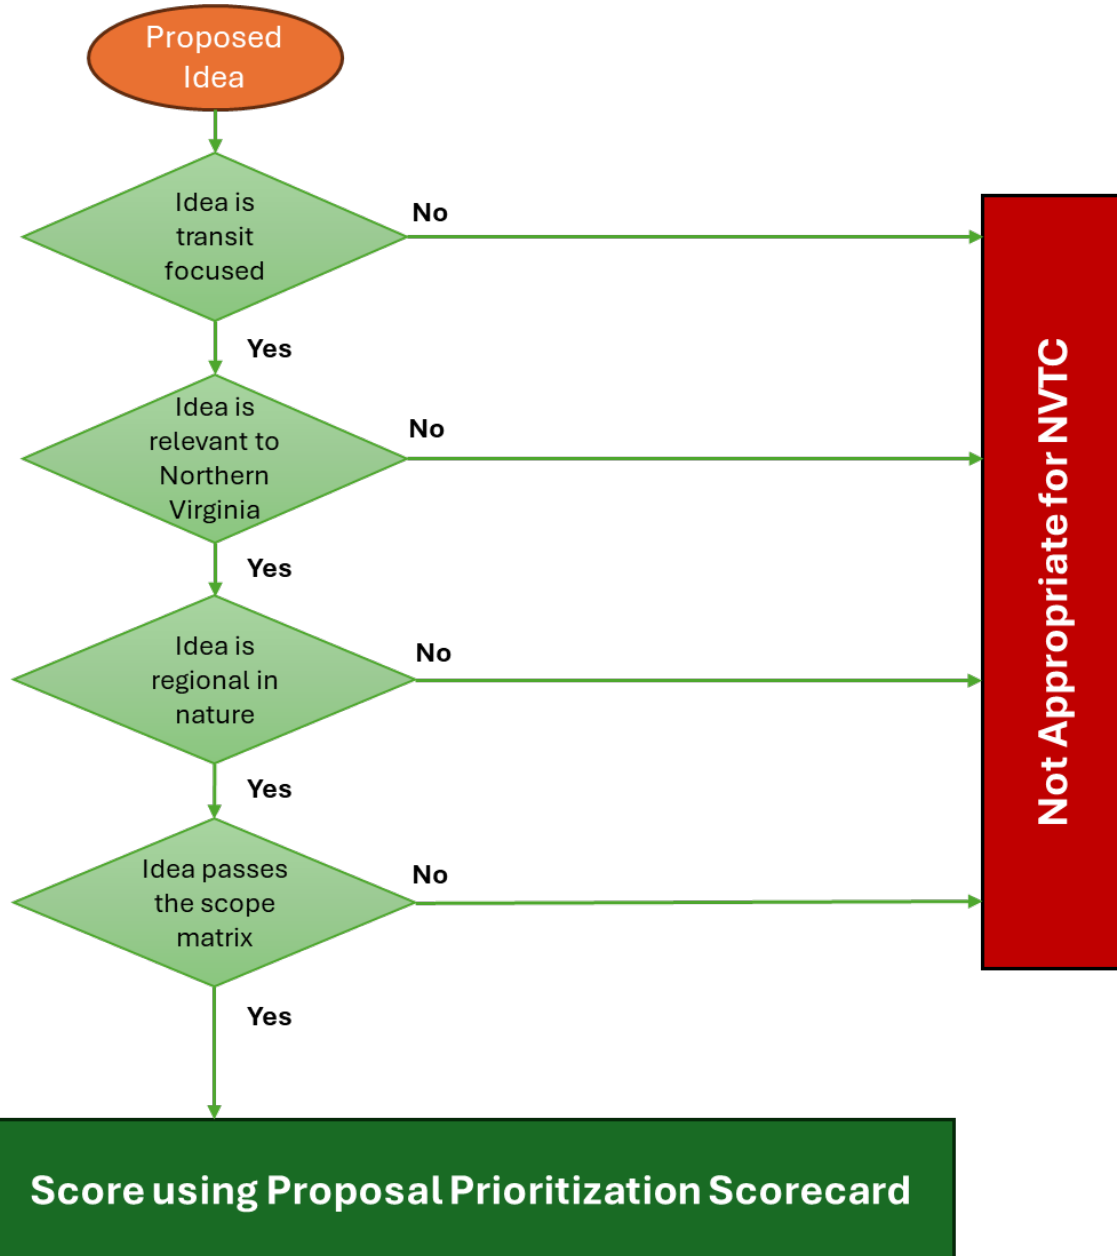 Proposed
Idea
Idea is
transit
focused
No
Yes
Idea is
relevant to
Northern
Virginia
No
Yes
Idea is
regional in
nature
No
Yes
Idea passes
the scope
matrix
No
Yes
Not Appropriate for NVTC
Score using Proposal Prioritization Scorecard